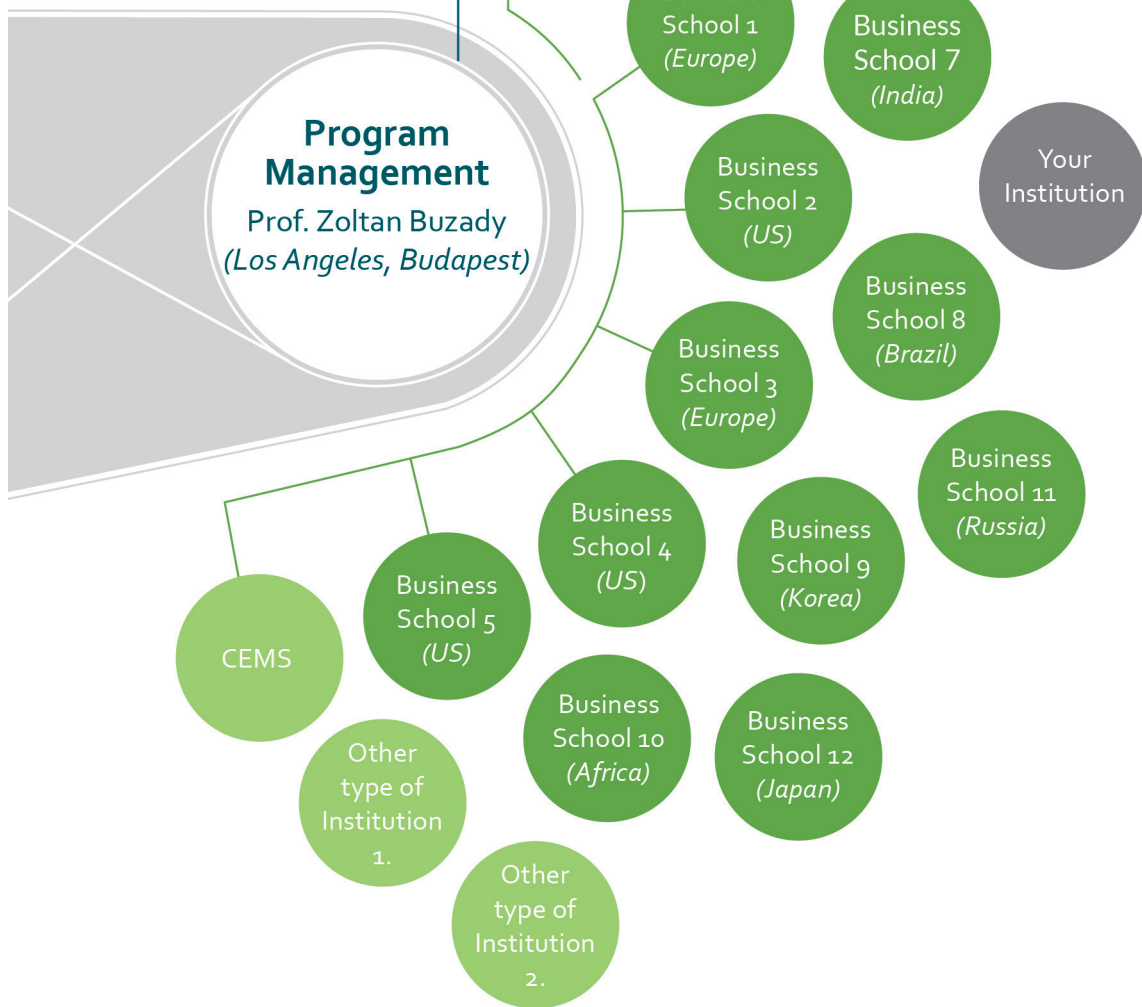 School 1
(Europe)
Business
School 7
(India)
Program
Management
Prof. Zoltan Buzady
(Los Angeles, Budapest)
Your
Institution
Business
School 2
(US)
Business
School 8
(Brazil)
Business
School 3
(Europe)
Business
School 11
(Russia)
Business
School 4
(US)
Business
School 9
(Korea)
Business
School 5
(US)
CEMS
Business
School 10
(Africa)
Business
School 12
(Japan)
Other
type of
Institution
1.
Other
type of
Institution
2.